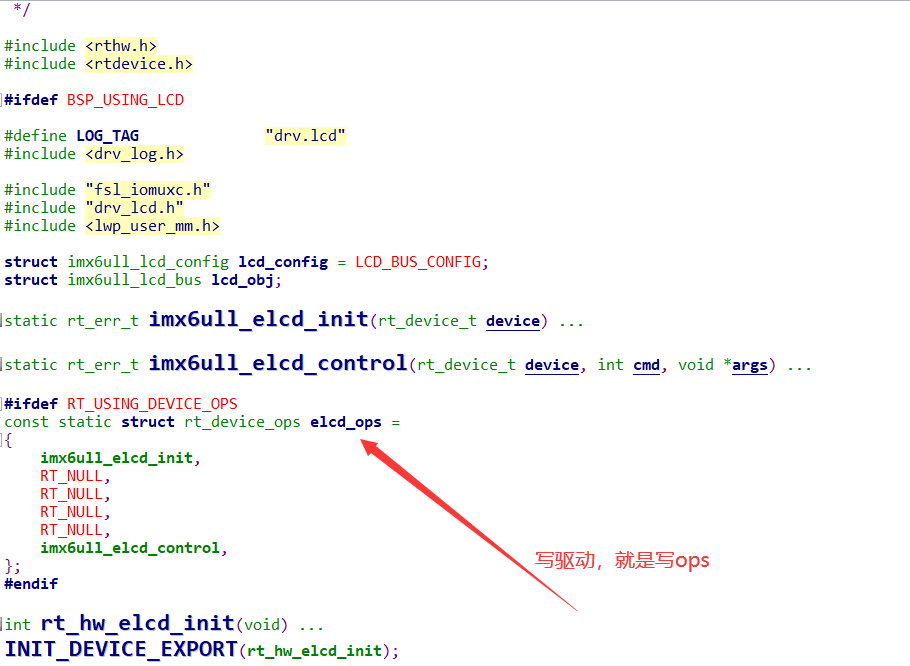 */
#include <rthw.h>
#include <rtdevice.h>
#ifdef BSP_USING_LCD
#define LOG_TAG              "drv.lcd"
#include <drv_log.h>
#include "fsl_iomuxc.h"
#include "drv_lcd.h"
#include <lwp_user_mm.h>
struct imx6ull_lcd_config lcd_config = LCD_BUS_CONFIG;
struct imx6ull_lcd_bus lcd_obj;
static rt_err_t imx6ull_elcd_init(rt_device_t device) ...
static rt_err_t imx6ull_elcd_control(rt_device_t device, int cmd, void *args) ...
#ifdef RT_USING_DEVICE_OPS
const static struct rt_device_ops elcd_ops =
{
    imx6ull_elcd_init,
    RT_NULL,
    RT_NULL,
    RT_NULL,
    RT_NULL,
    imx6ull_elcd_control,
};
写驱动，就是写ops
#endif
int rt_hw_elcd_init(void) ...
INIT_DEVICE_EXPORT(rt_hw_elcd_init);